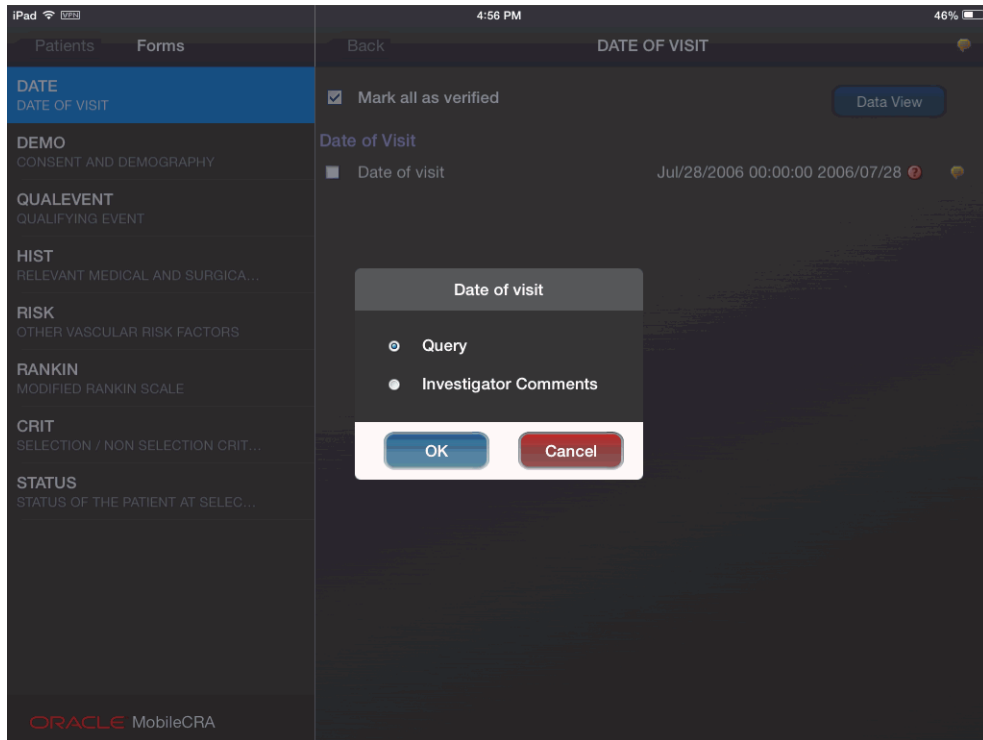 iPad VPN 4:56 PM 46%
Patients Forms
Back DATE OF VISIT
DATE
DATE OF VISIT
DEMO
CONSENT AND DEMOGRAPHY
QUALEVENT
QUALIFYING EVENT
HIST
RELEVANT MEDICAL AND SURGICA...
RISK
OTHER VASCULAR RISK FACTORS
RANKIN
MODIFIED RANKIN SCALE
CRIT
SELECTION / NON SELECTION CRIT...
STATUS
STATUS OF THE PATIENT AT SELEC...
ORACLE MobileCRA
Mark all as verified Data View
Date of Visit
Date of visit Jul/28/2006 00:00:00 2006/07/28 ?
Date of visit
Query
Investigator Comments
OK Cancel